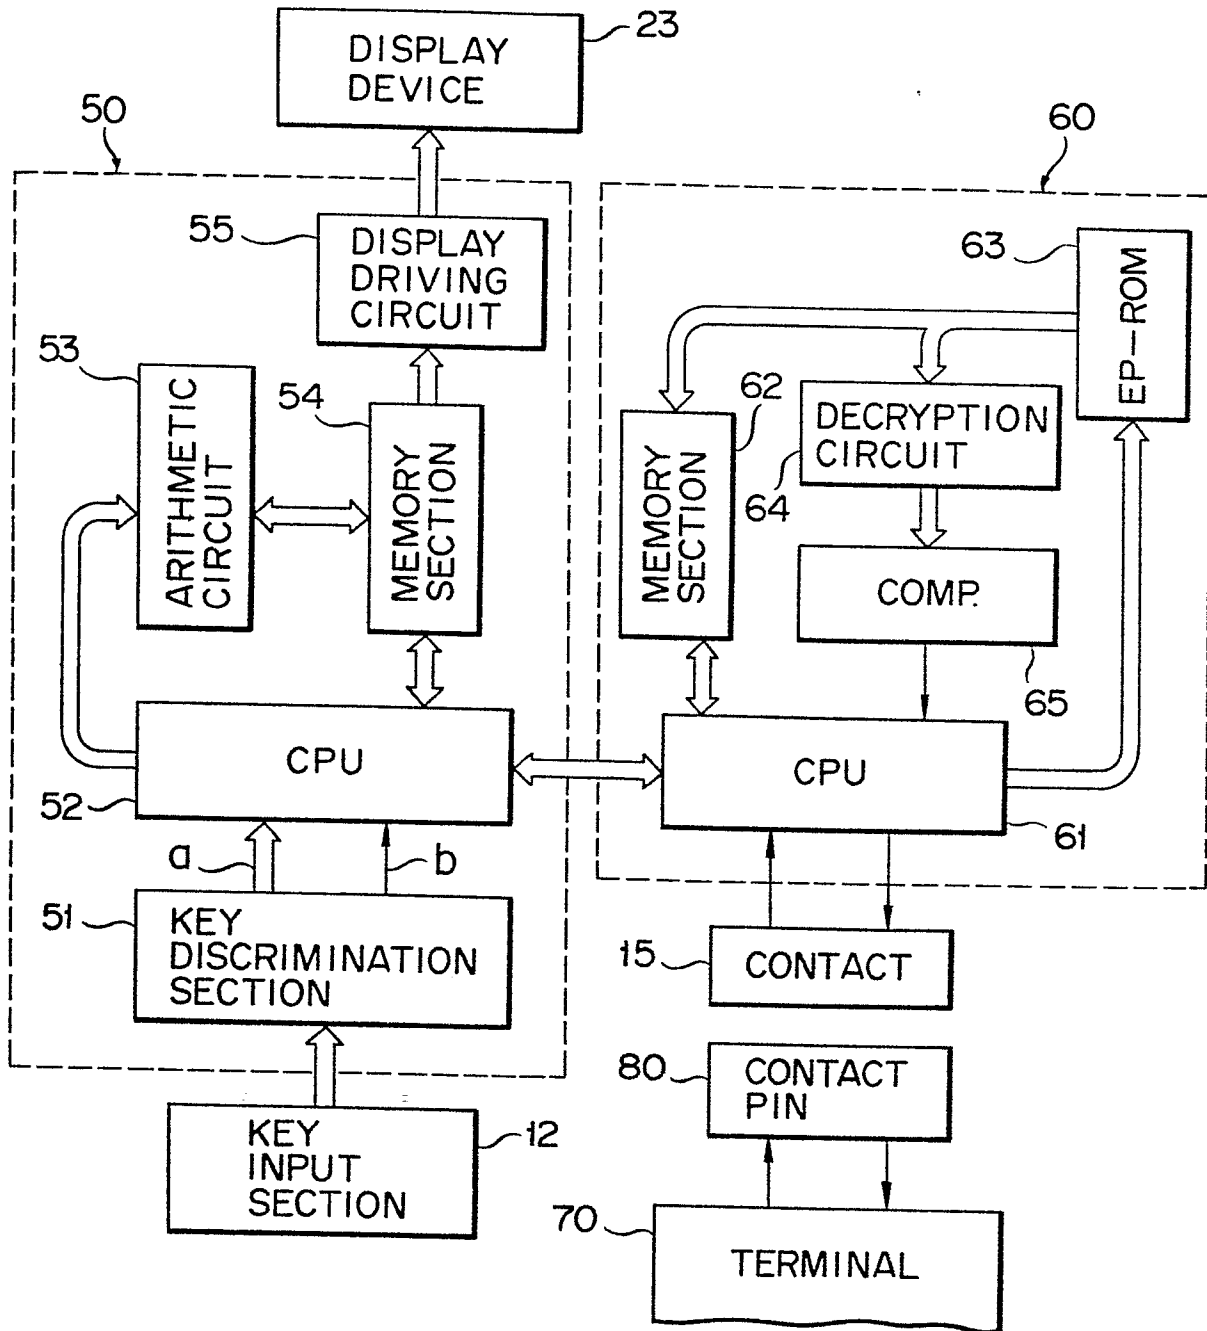 DISPLAY
DEVICE
23
50
60
55
DISPLAY
DRIVING
CIRCUIT
63
EP-ROM
53
ARITHMETIC
CIRCUIT
54
MEMORY
SECTION
62
MEMORY
SECTION
DECRYPTION
CIRCUIT
64
COMP.
65
CPU
52
CPU
61
a
b
51
KEY
DISCRIMINATION
SECTION
15
CONTACT
80
CONTACT
PIN
KEY
INPUT
SECTION
12
70
TERMINAL